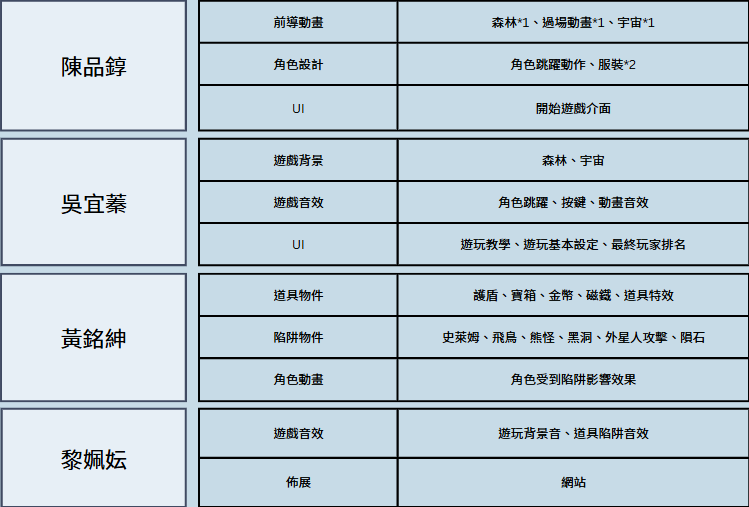 陳品錞
前導動畫
森林*1、過場動畫*1、宇宙*1
角色設計
角色跳躍動作、服裝*2
UI
開始遊戲介面
吳宜蓁
遊戲背景
森林、宇宙
遊戲音效
角色跳躍、按鍵、動畫音效
UI
遊玩教學、遊玩基本設定、最終玩家排名
黃銘紳
道具物件
護盾、寶箱、金幣、磁鐵、道具特效
陷阱物件
史萊姆、飛鳥、熊怪、黑洞、外星人攻擊、隕石
角色動畫
角色受到陷阱影響效果
黎姵妘
遊戲音效
遊玩背景音、道具陷阱音效
佈展
網站